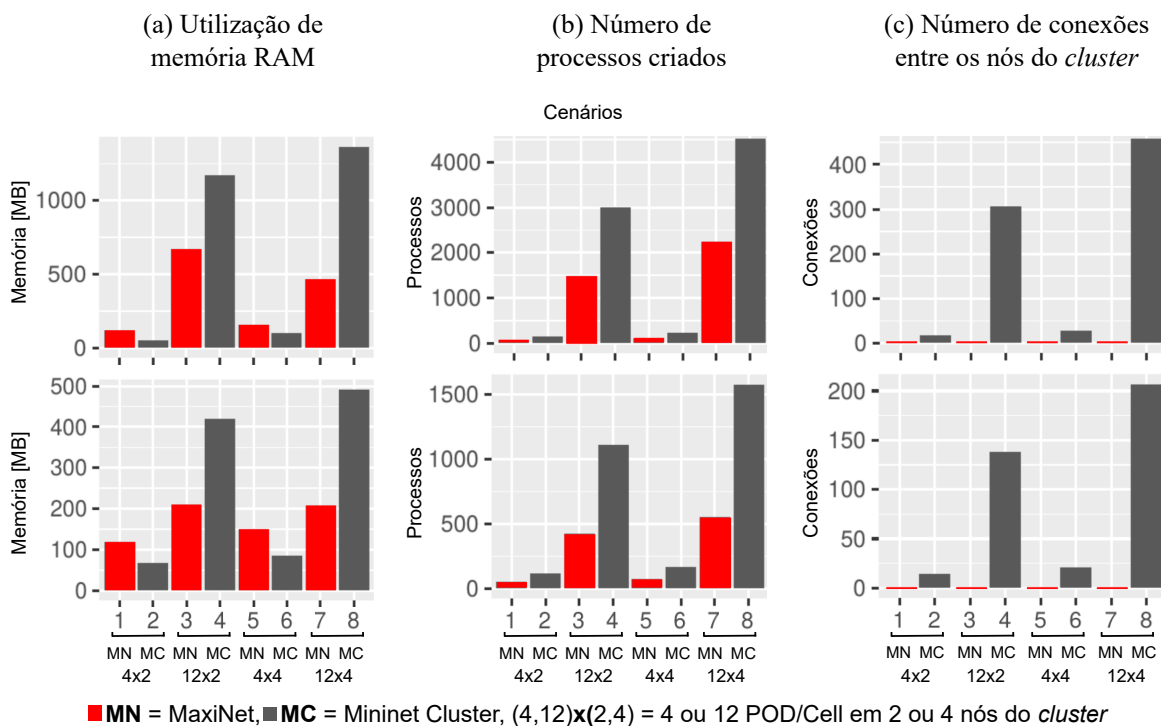 (a) Utilização de
memória RAM
(b) Número de
processos criados
(c) Número de conexões
entre os nós do cluster
Cenários
Memória [MB]
1000
500
0
Processos
4000
3000
2000
1000
0
Conexões
400
300
200
100
0
Memória [MB]
500
400
300
200
100
0
Processos
1500
1000
500
0
Conexões
200
150
100
50
25
0
1 2 3 4 5 6 7 8
MN MC MN MC MN MC MN MC
4x2 12x2 4x4 12x4
1 2 3 4 5 6 7 8
MN MC MN MC MN MC MN MC
4x2 12x2 4x4 12x4
1 2 3 4 5 6 7 8
MN MC MN MC MN MC MN MC
4x2 12x2 4x4 12x4
MN = MaxiNet, MC = Mininet Cluster, (4,12)x(2,4) = 4 ou 12 POD/Cell em 2 ou 4 nós do cluster